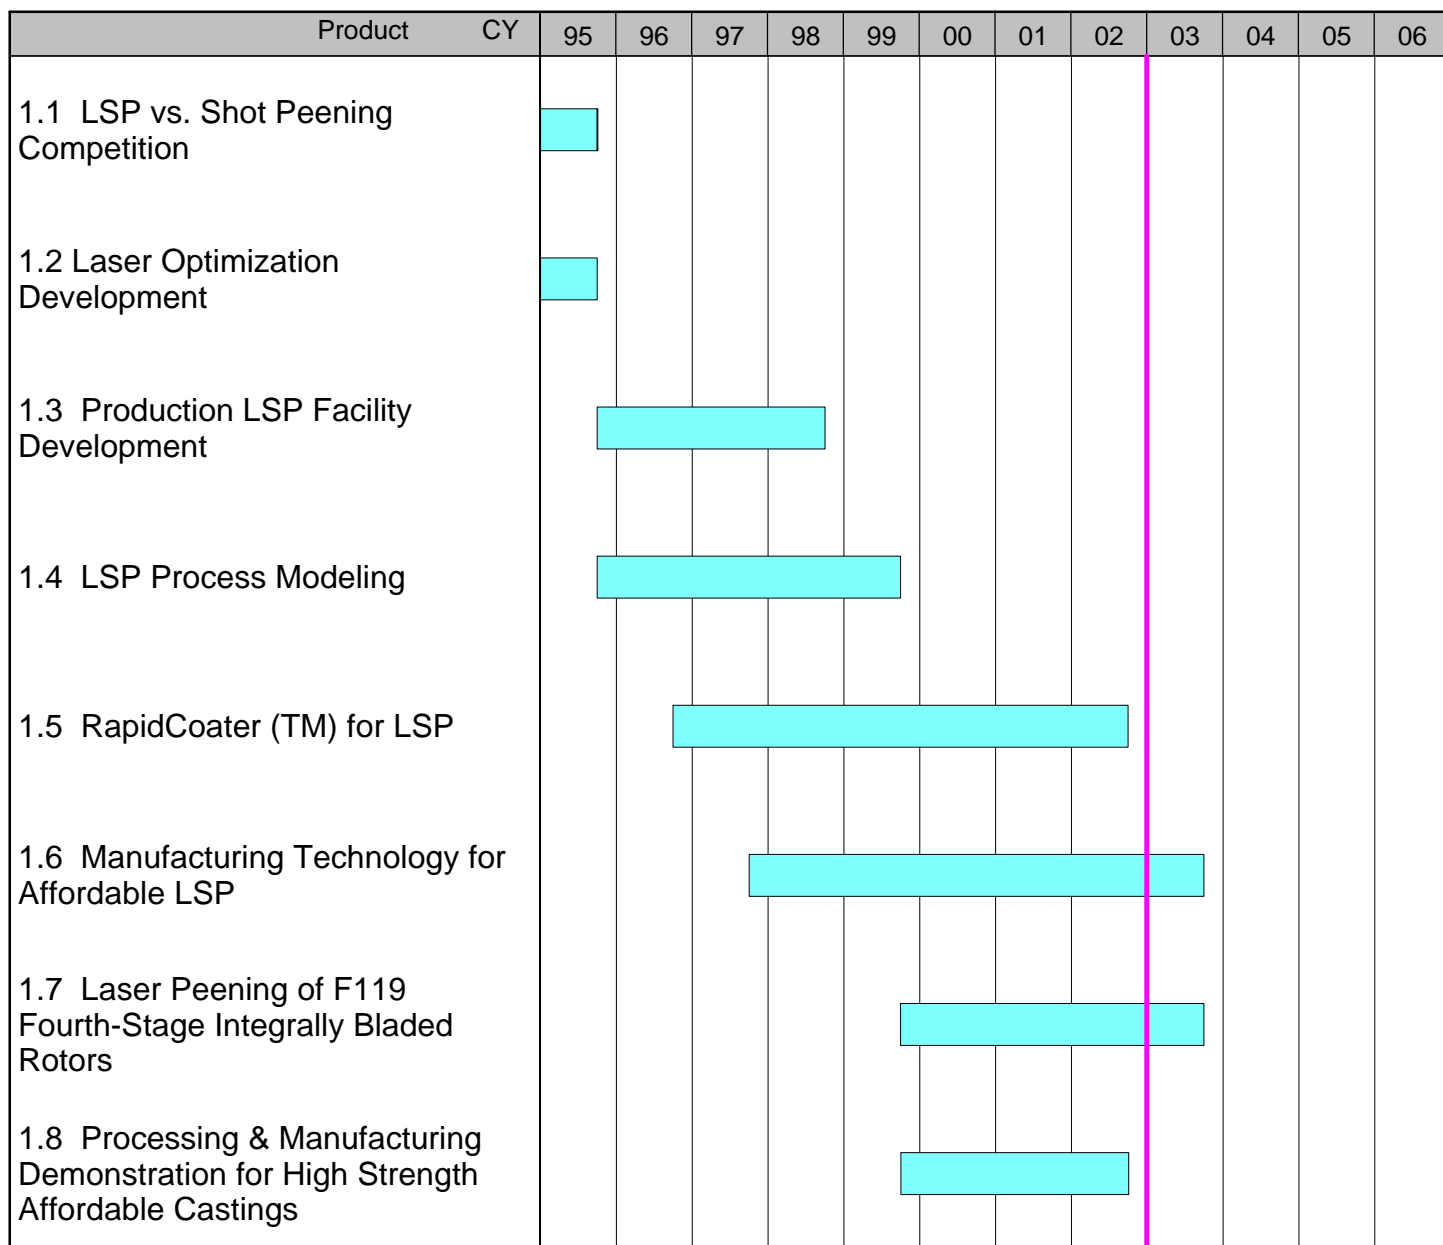 Product CY 95 96 97 98 99 00 01 02 03 04 05 06
1.1 LSP vs. Shot Peening
Competition
1.2 Laser Optimization
Development
1.3 Production LSP Facility
Development
1.4 LSP Process Modeling
1.5 RapidCoater (TM) for LSP
1.6 Manufacturing Technology for
Affordable LSP
1.7 Laser Peening of F119
Fourth-Stage Integrally Bladed
Rotors
1.8 Processing & Manufacturing
Demonstration for High Strength
Affordable Castings